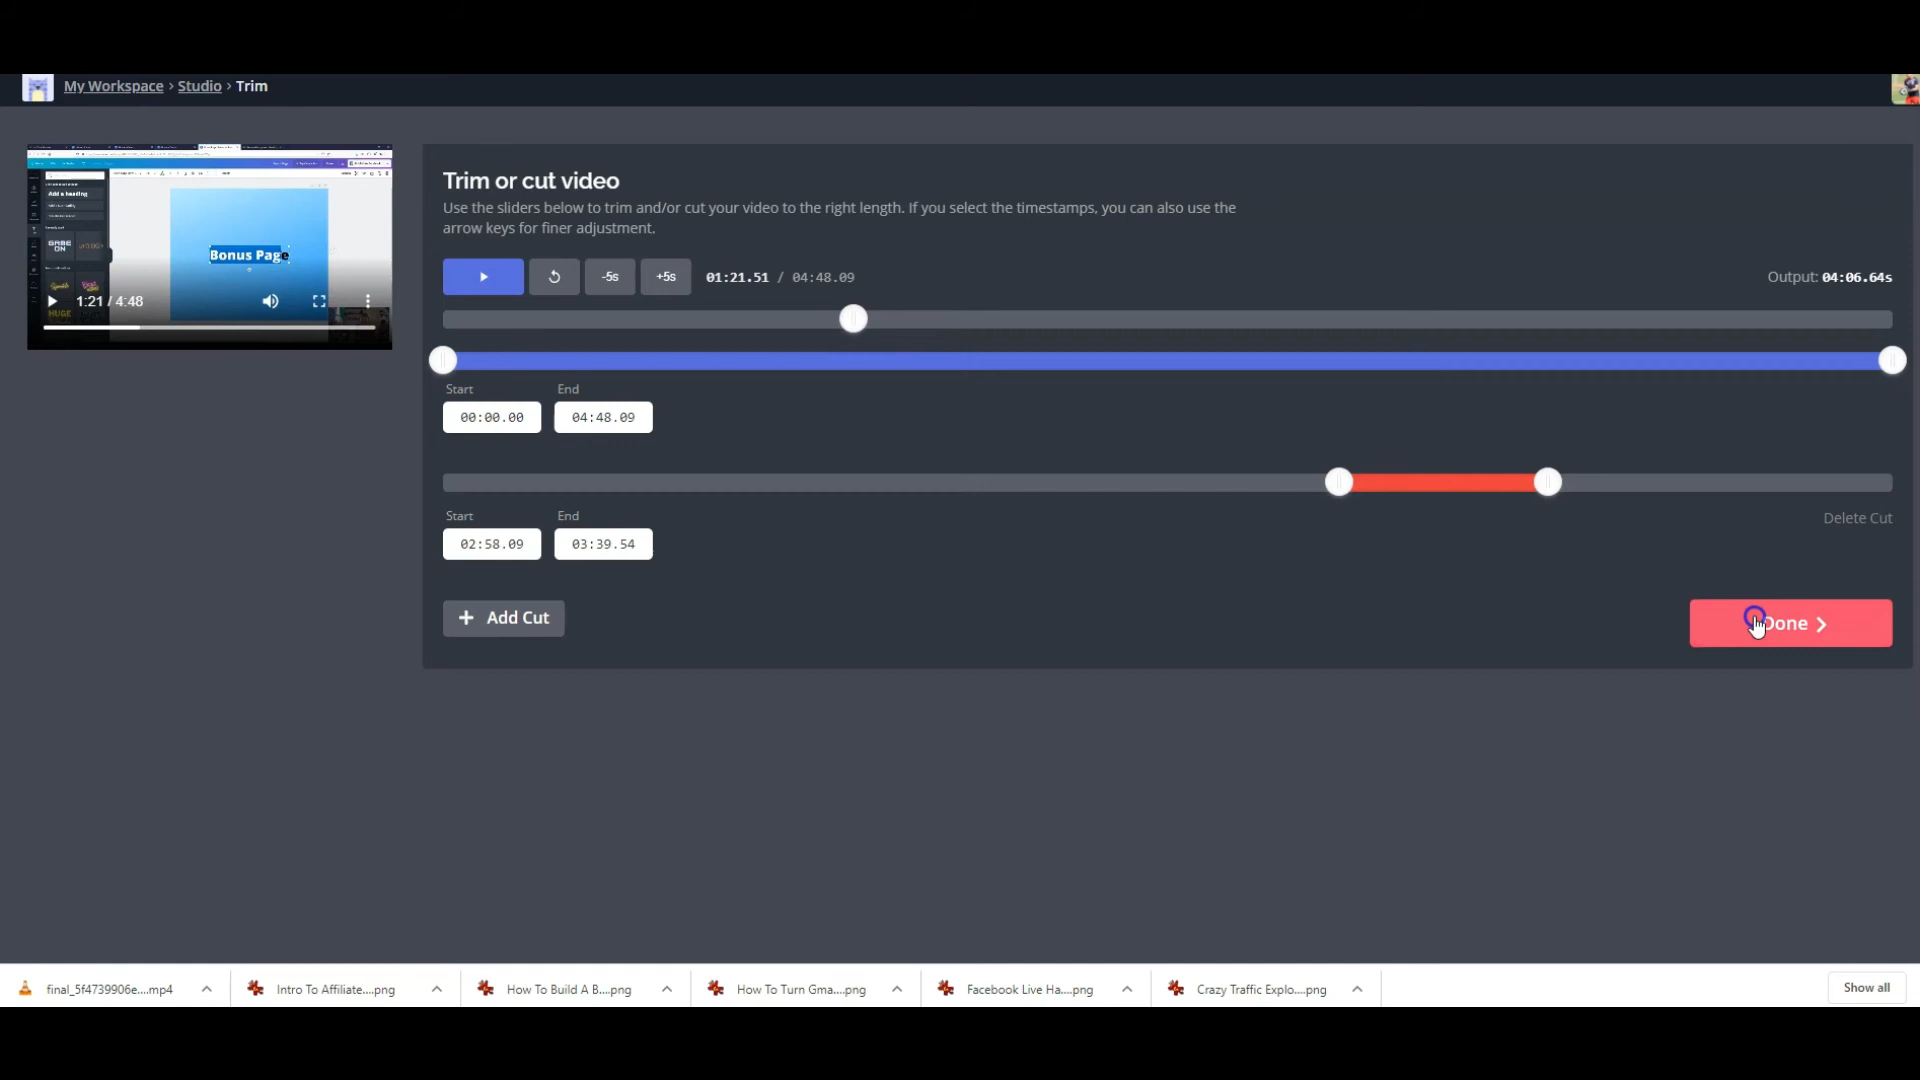 My Workspace › Studio › Trim
Add a heading
GAME ON
HUGE
Bonus Page
1:21 / 4:48
Trim or cut video
Use the sliders below to trim and/or cut your video to the right length. If you select the timestamps, you can also use the
arrow keys for finer adjustment.
-5s +5s 01:21.51 / 04:48.09 Output: 04:06.64s
Start End
00:00.00 04:48.09
Start End
Delete Cut
02:58.09 03:39.54
+ Add Cut
Done >
final_5f4739906e....mp4 Intro To Affiliate....png How To Build A B....png How To Turn Gma....png Facebook Live Ha....png Crazy Traffic Explo....png Show all